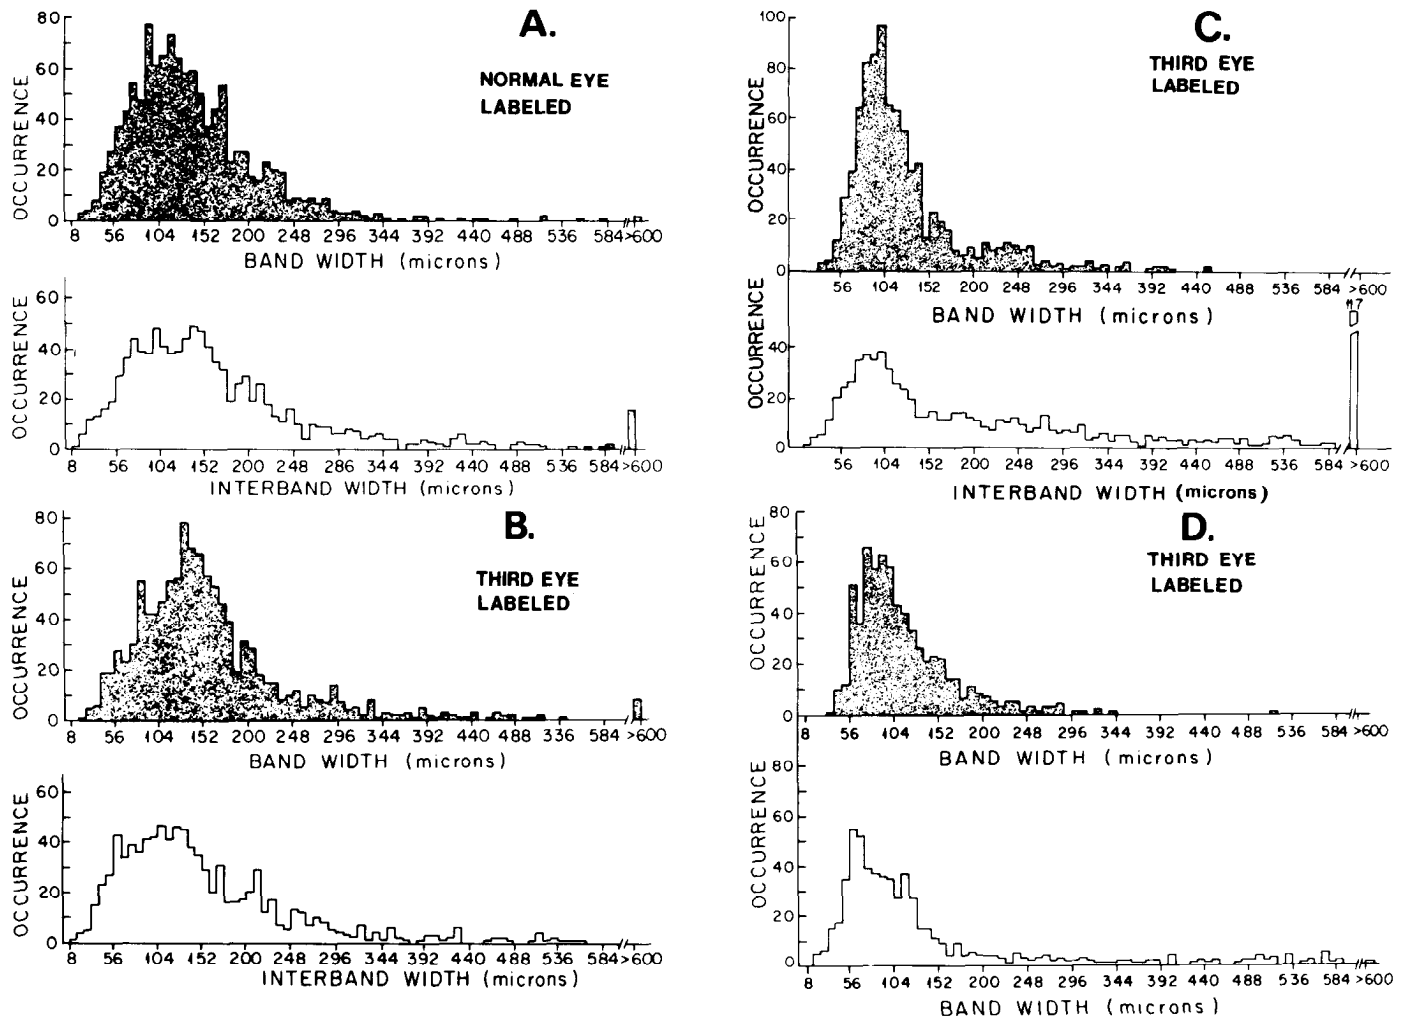 A.
NORMAL EYE
LABELED
OCCURRENCE
80
60
40
20
0
8 56 104 152 200 248 296 344 392 440 488 536 584 >600
BAND WIDTH (microns)
OCCURRENCE
60
40
20
0
8 56 104 152 200 248 286 344 392 440 488 536 584 >600
INTERBAND WIDTH (microns)
B.
THIRD EYE
LABELED
OCCURRENCE
80
60
40
20
0
8 56 104 152 200 248 296 344 392 440 488 336 584 >600
BAND WIDTH (microns)
OCCURRENCE
60
40
20
0
8 56 104 152 200 248 296 344 392 440 488 536 584 >600
INTERBAND WIDTH (microns)
C.
THIRD EYE
LABELED
OCCURRENCE
100
80
60
40
20
0
56 104 152 200 248 296 344 392 440 488 536 584 >600
BAND WIDTH (microns)
117
OCCURRENCE
40
20
0
56 104 152 200 248 296 344 392 440 488 536 584 >600
INTERBAND WIDTH (microns)
D.
THIRD EYE
LABELED
OCCURRENCE
80
60
40
20
0
8 56 104 152 200 248 296 344 392 440 488 536 584 >600
BAND WIDTH (microns)
OCCURRENCE
80
60
40
20
0
8 56 104 152 200 248 296 344 392 440 488 536 584 >600
BAND WIDTH (microns)